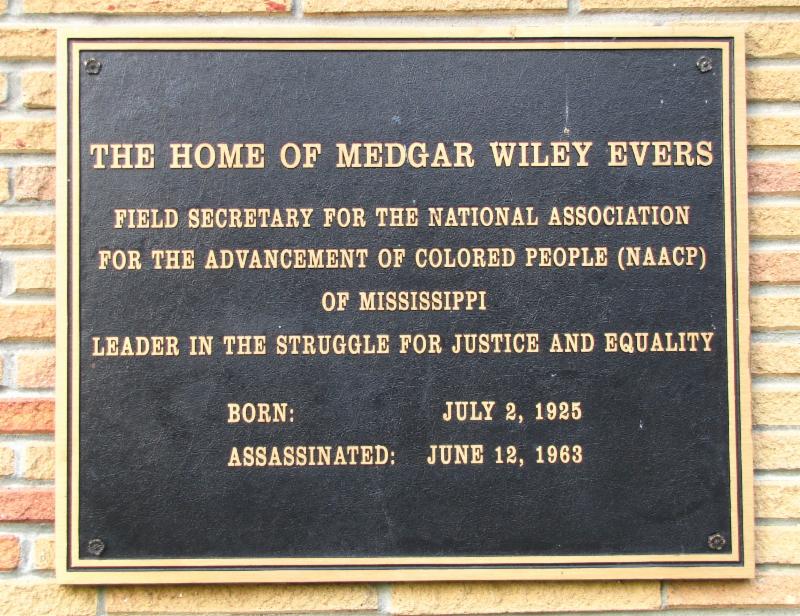 THE HOME OF MEDGAR WILEY EVERS
FIELD SECRETARY FOR THE NATIONAL ASSOCIATION
FOR THE ADVANCEMENT OF COLORED PEOPLE (NAACP)
OF MISSISSIPPI
LEADER IN THE STRUGGLE FOR JUSTICE AND EQUALITY
BORN: JULY 2, 1925
ASSASSINATED: JUNE 12, 1963